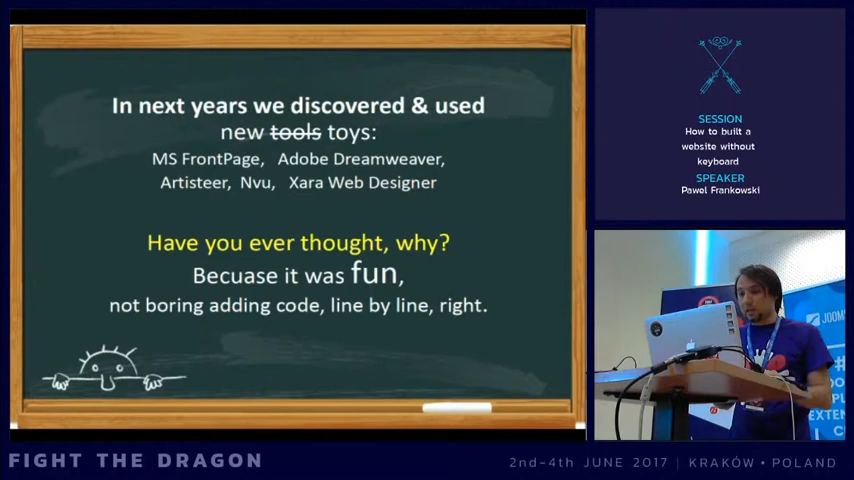 In next years we discovered & used
new tools toys:
MS FrontPage, Adobe Dreamweaver,
Artisteer, Nvu, Xara Web Designer
Have you ever thought, why?
Becuase it was fun,
not boring adding code, line by line, right.
SESSION
How to built a
website without
keyboard
SPEAKER
Pawel Frankowski
JOOM
FIGHT THE DRAGON
2nd-4th JUNE 2017 | KRAKÓW • POLAND